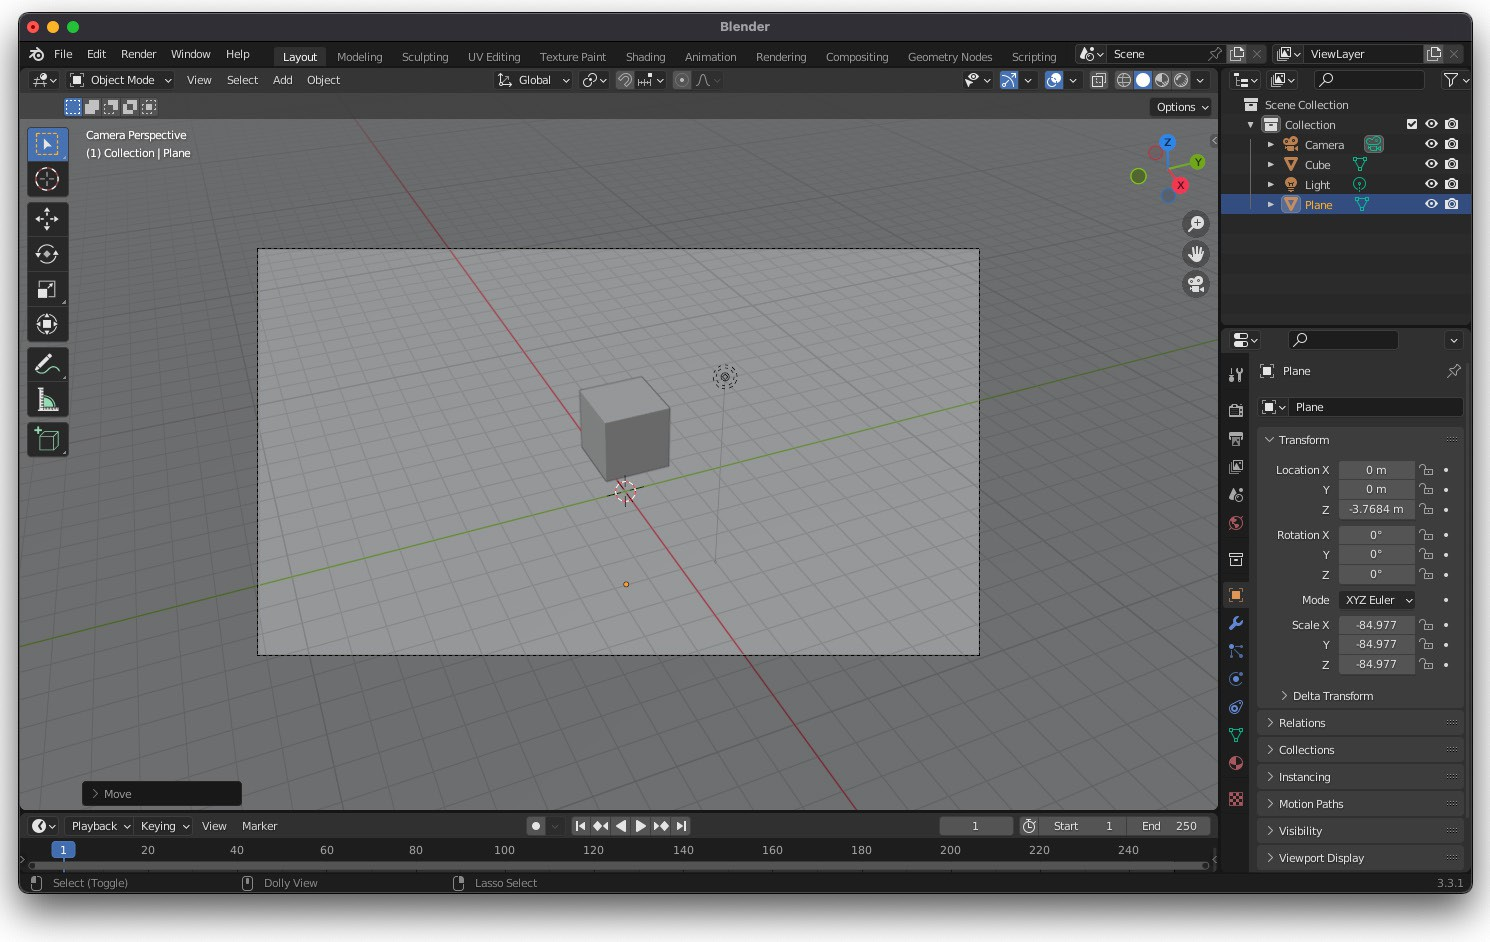 Blender
File Edit Render Window Help Layout Modeling Sculpting UV Editing Texture Paint Shading Animation Rendering Compositing Geometry Nodes Scripting Scene ViewLayer
Object Mode View Select Add Object Global
Options
Camera Perspective
(1) Collection | Plane
Z
Y
X
Move
Scene Collection
Collection
Camera
Cube
Light
Plane
Plane
Plane
Transform
Location X 0 m
Y 0 m
Z -3.7684 m
Rotation X 0°
Y 0°
Z 0°
Mode XYZ Euler
Scale X -84.977
Y -84.977
Z -84.977
Delta Transform
Relations
Collections
Instancing
Motion Paths
Visibility
Viewport Display
Playback Keying View Marker 1 Start 1 End 250
1 20 40 60 80 100 120 140 160 180 200 220 240
Select (Toggle) Dolly View Lasso Select 3.3.1